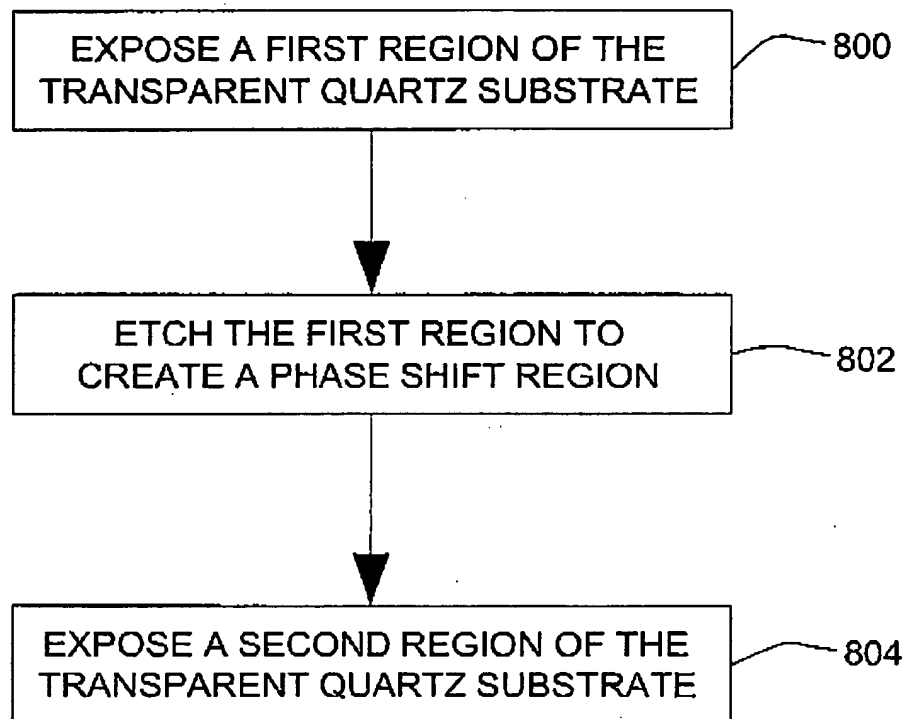 EXPOSE A FIRST REGION OF THE
TRANSPARENT QUARTZ SUBSTRATE
800
ETCH THE FIRST REGION TO
CREATE A PHASE SHIFT REGION
802
EXPOSE A SECOND REGION OF THE
TRANSPARENT QUARTZ SUBSTRATE
804